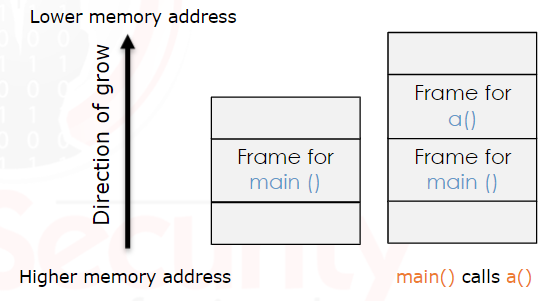 Lower memory address
Direction of grow
Frame for
main ()
Frame for
a()
Frame for
main ()
Higher memory address
main() calls a()
Security